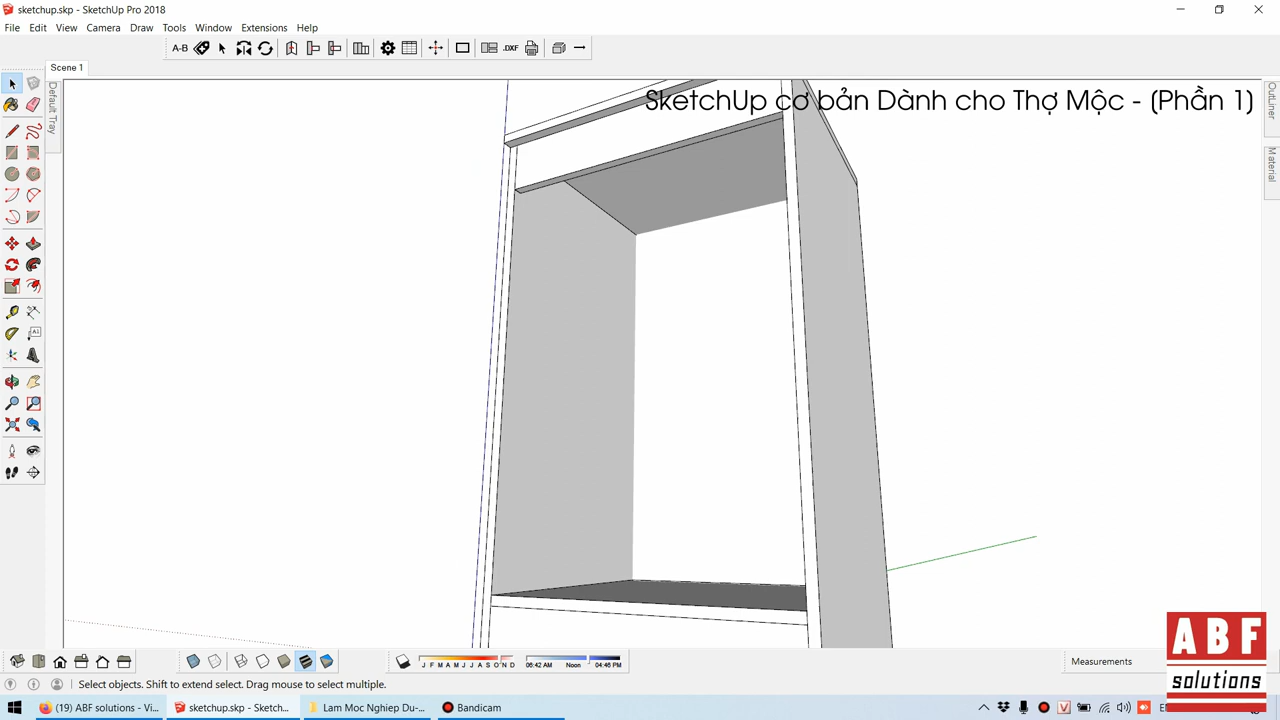 sketchup.skp - SketchUp Pro 2018
File Edit View Camera Draw Tools Window Extensions Help
A-B
.DXF
Scene 1
Default Tray
OutLiner
Material
SketchUp cơ bản Dành cho Thợ Mộc - (Phần 1)
A1
J F M A M J J A S O N D
06:42 AM Noon 04:46 PM
Measurements
ABF
solutions
Select objects. Shift to extend select. Drag mouse to select multiple.
(19) ABF solutions - Vi...
sketchup.skp - Sketch...
Lam Moc Nghiep Du-...
Bandicam